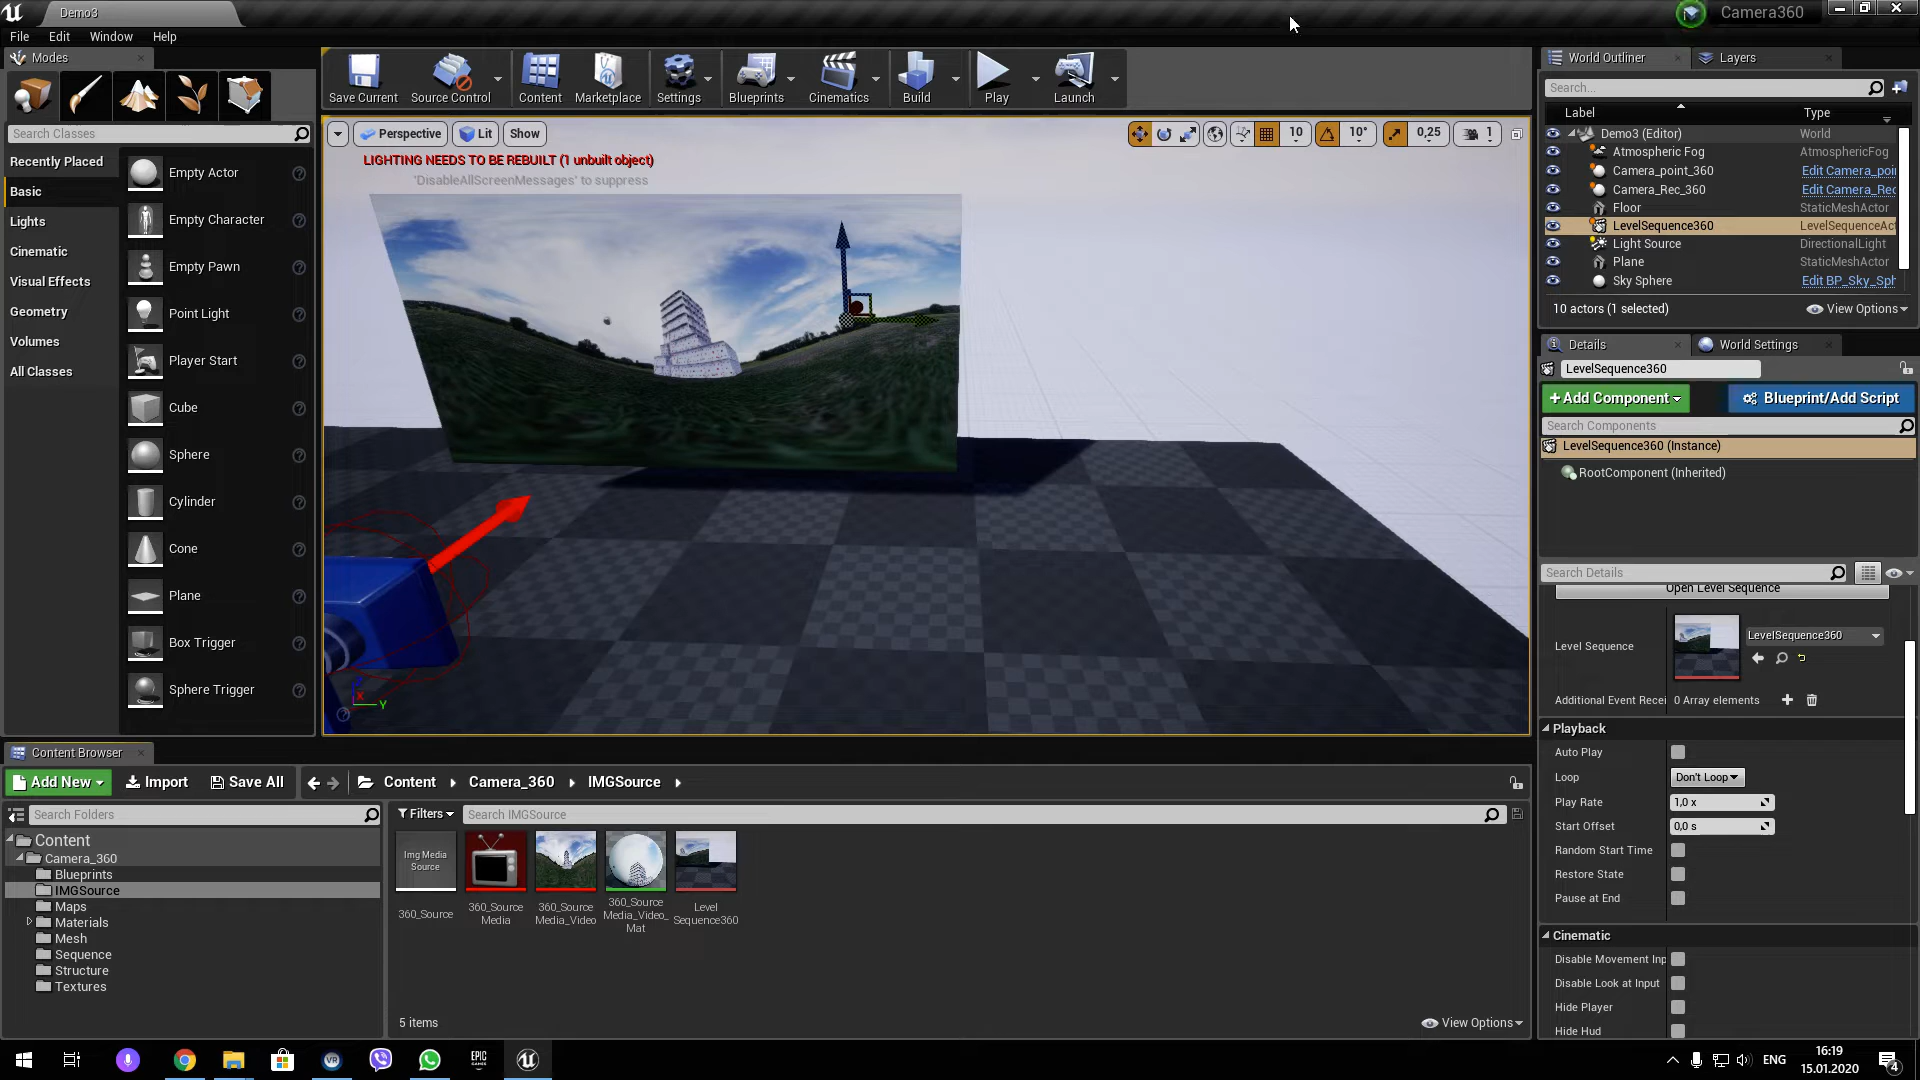 Demo3
Camera360
File Edit Window Help
Modes
Save Current
Source Control
Content
Marketplace
Settings
Blueprints
Cinematics
Build
Play
Launch
Search Classes
Recently Placed
Basic
Lights
Cinematic
Visual Effects
Geometry
Volumes
All Classes
Empty Actor
Empty Character
Empty Pawn
Point Light
Player Start
Cube
Sphere
Cylinder
Cone
Plane
Box Trigger
Sphere Trigger
Perspective
Lit
Show
10
10°
0,25
1
LIGHTING NEEDS TO BE REBUILT (1 unbuilt object)
'DisableAllScreenMessages' to suppress
X
Y
World Outliner
Layers
Search...
Label Type
Demo3 (Editor) World
Atmospheric Fog AtmosphericFog
Camera_point_360 Edit Camera_poi
Camera_Rec_360 Edit Camera_Rec
Floor StaticMeshActor
LevelSequence360 LevelSequenceAc
Light Source DirectionalLight
Plane StaticMeshActor
Sky Sphere Edit BP_Sky_Sph
10 actors (1 selected)
View Options
Details
World Settings
LevelSequence360
+Add Component
Blueprint/Add Script
Search Components
LevelSequence360 (Instance)
RootComponent (Inherited)
Search Details
Open Level Sequence
Level Sequence
LevelSequence360
Additional Event Recei 0 Array elements
Playback
Auto Play
Loop Don't Loop
Play Rate 1,0 x
Start Offset 0,0 s
Random Start Time
Restore State
Pause at End
Cinematic
Disable Movement Inp
Disable Look at Input
Hide Player
Hide Hud
Content Browser
Add New
Import
Save All
Content
Camera_360
IMGSource
Search Folders
Content
Camera_360
Blueprints
IMGSource
Maps
Materials
Mesh
Sequence
Structure
Textures
Filters
Search IMGSource
Img Media
Source
360_Source
360_Source
Media
360_Source
Media_Video
360_Source
Media_Video_
Mat
Level
Sequence360
5 items
View Options
VR
EPIC
GAMES
ENG
16:19
15.01.2020
4